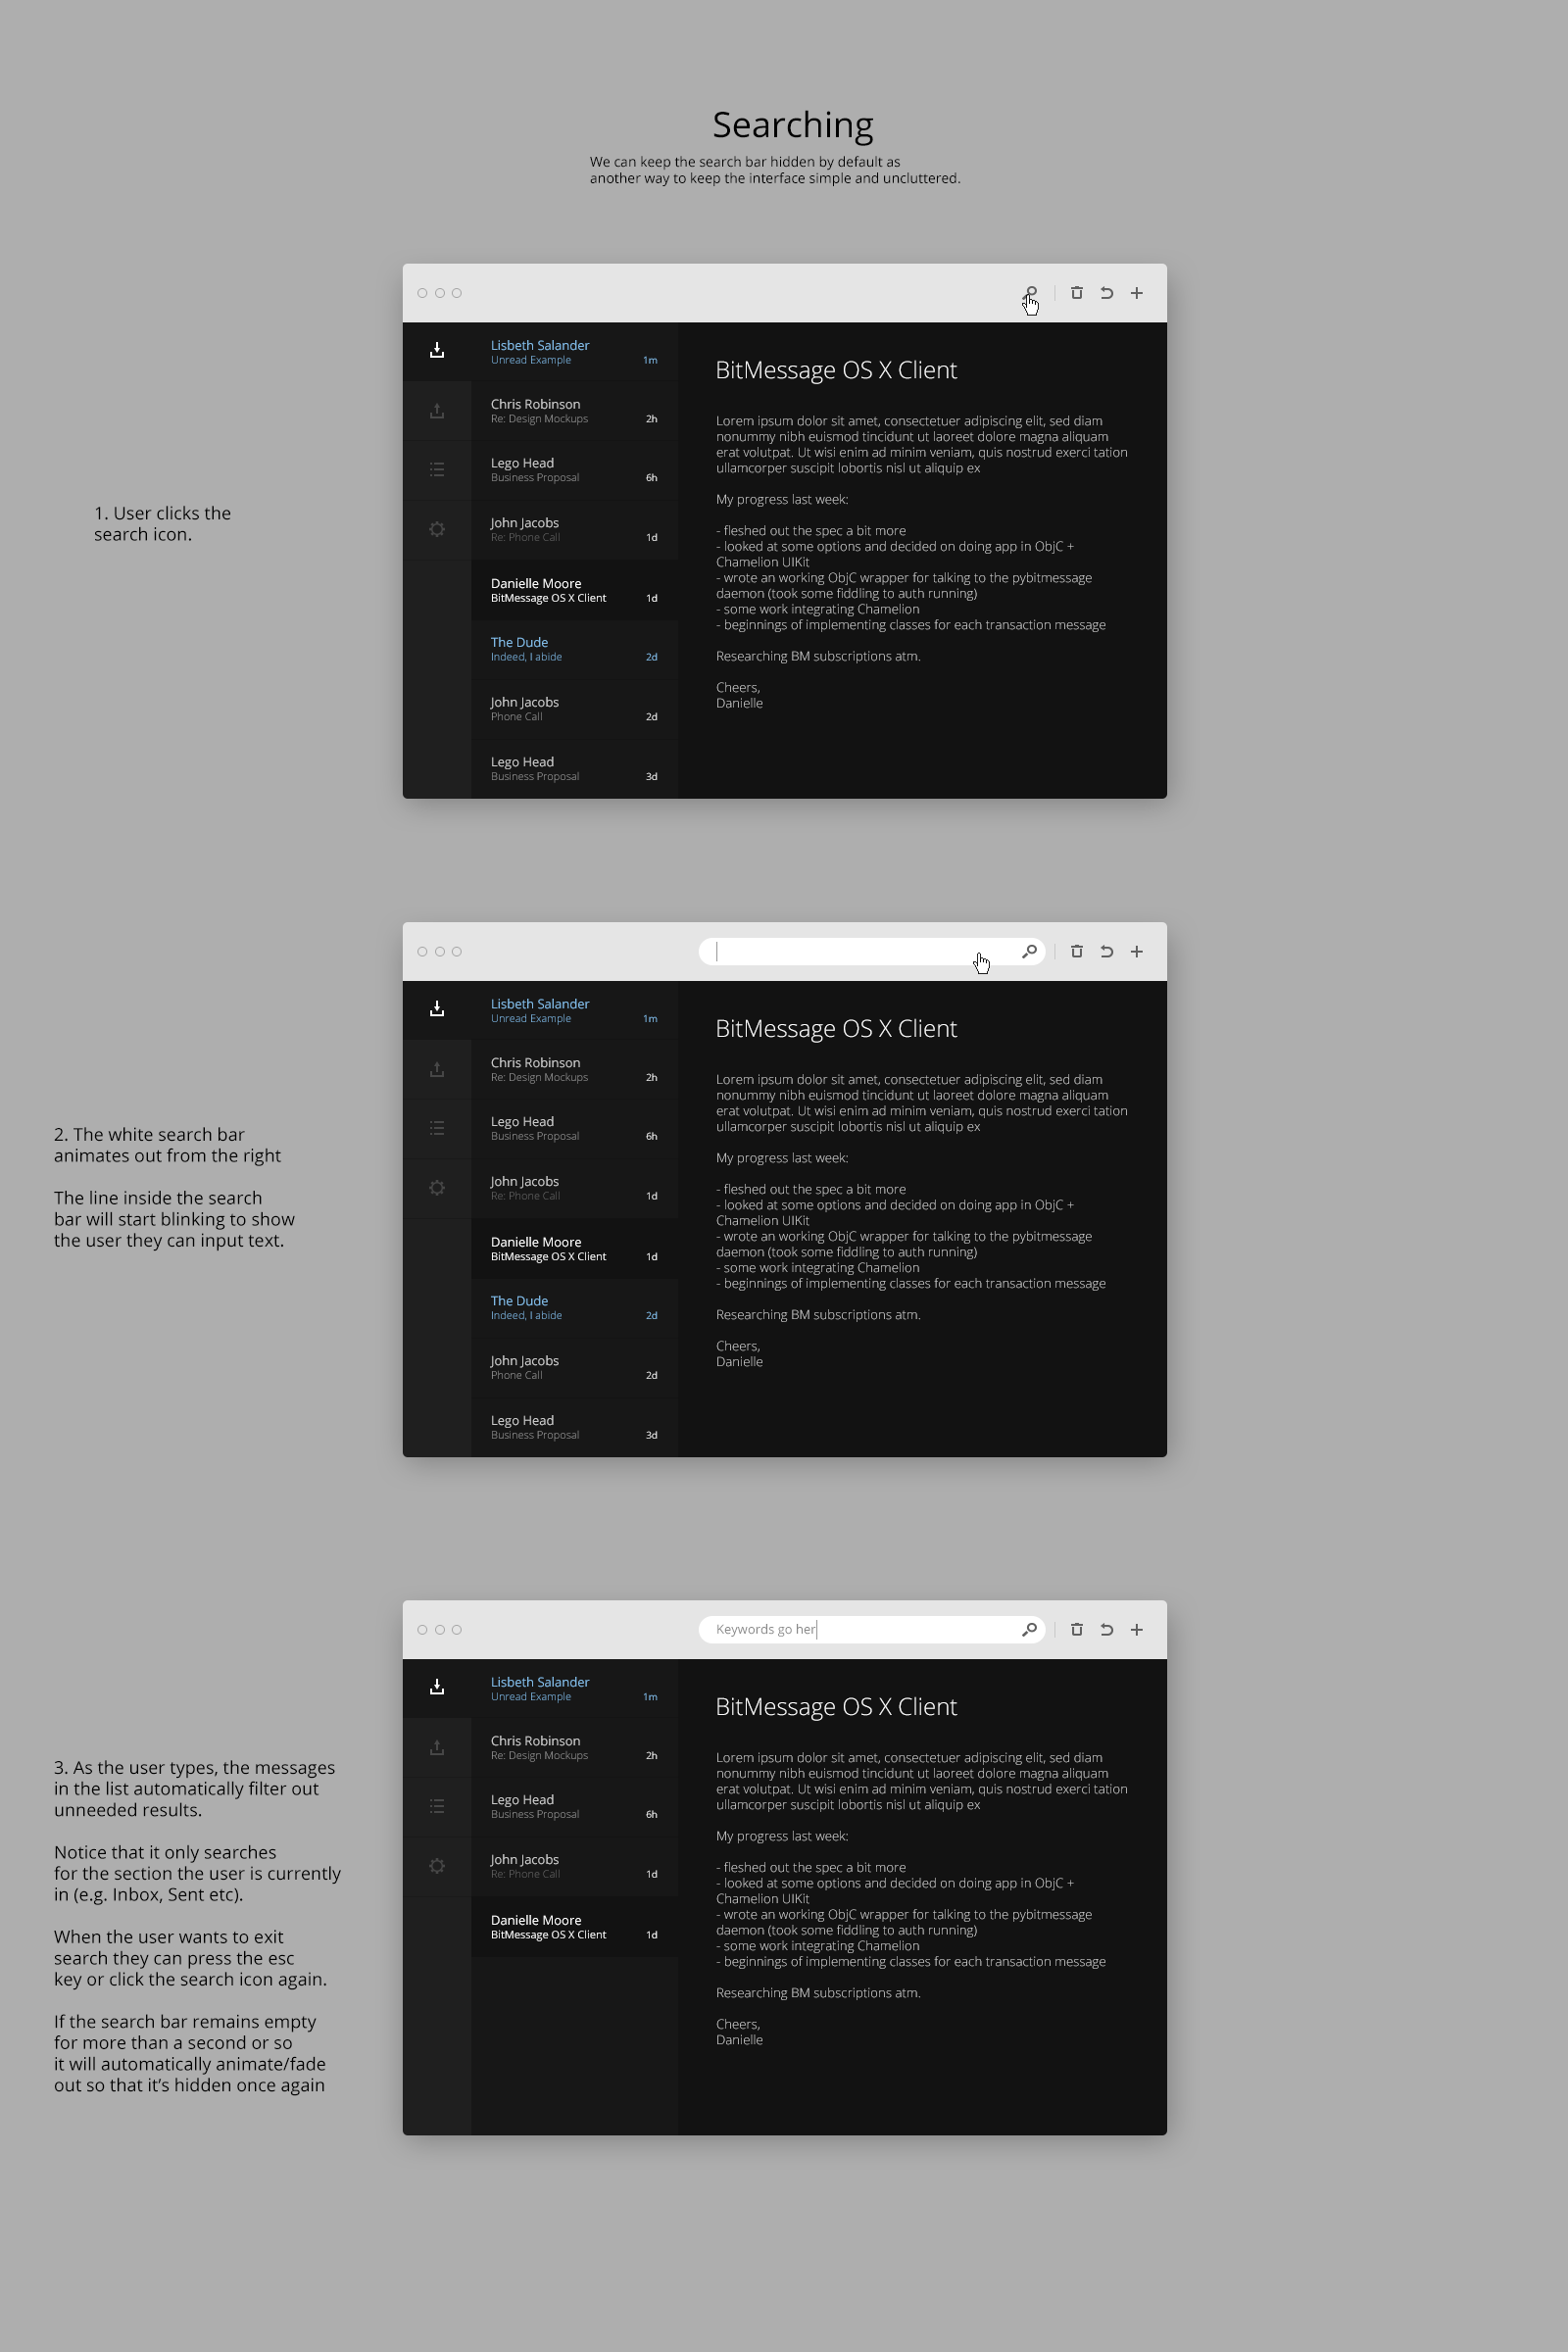 Searching
We can keep the search bar hidden by default as
another way to keep the interface simple and uncluttered.
1. User clicks the
search icon.
Lisbeth Salander
Unread Example 1m
Chris Robinson
Re: Design Mockups 2h
Lego Head
Business Proposal 6h
John Jacobs
Re: Phone Call 1d
Danielle Moore
BitMessage OS X Client 1d
The Dude
Indeed, I abide 2d
John Jacobs
Phone Call 2d
Lego Head
Business Proposal 3d
BitMessage OS X Client
Lorem ipsum dolor sit amet, consectetuer adipiscing elit, sed diam
nonummy nibh euismod tincidunt ut laoreet dolore magna aliquam
erat volutpat. Ut wisi enim ad minim veniam, quis nostrud exerci tation
ullamcorper suscipit lobortis nisl ut aliquip ex
My progress last week:
- fleshed out the spec a bit more
- looked at some options and decided on doing app in ObjC +
Chamelion UIKit
- wrote an working ObjC wrapper for talking to the pybitmessage
daemon (took some fiddling to auth running)
- some work integrating Chamelion
- beginnings of implementing classes for each transaction message
Researching BM subscriptions atm.
Cheers,
Danielle
2. The white search bar
animates out from the right
The line inside the search
bar will start blinking to show
the user they can input text.
Lisbeth Salander
Unread Example 1m
Chris Robinson
Re: Design Mockups 2h
Lego Head
Business Proposal 6h
John Jacobs
Re: Phone Call 1d
Danielle Moore
BitMessage OS X Client 1d
The Dude
Indeed, I abide 2d
John Jacobs
Phone Call 2d
Lego Head
Business Proposal 3d
BitMessage OS X Client
Lorem ipsum dolor sit amet, consectetuer adipiscing elit, sed diam
nonummy nibh euismod tincidunt ut laoreet dolore magna aliquam
erat volutpat. Ut wisi enim ad minim veniam, quis nostrud exerci tation
ullamcorper suscipit lobortis nisl ut aliquip ex
My progress last week:
- fleshed out the spec a bit more
- looked at some options and decided on doing app in ObjC +
Chamelion UIKit
- wrote an working ObjC wrapper for talking to the pybitmessage
daemon (took some fiddling to auth running)
- some work integrating Chamelion
- beginnings of implementing classes for each transaction message
Researching BM subscriptions atm.
Cheers,
Danielle
3. As the user types, the messages
in the list automatically filter out
unneeded results.
Notice that it only searches
for the section the user is currently
in (e.g. Inbox, Sent etc).
When the user wants to exit
search they can press the esc
key or click the search icon again.
If the search bar remains empty
for more than a second or so
it will automatically animate/fade
out so that it's hidden once again
Keywords go her
Lisbeth Salander
Unread Example 1m
Chris Robinson
Re: Design Mockups 2h
Lego Head
Business Proposal 6h
John Jacobs
Re: Phone Call 1d
Danielle Moore
BitMessage OS X Client 1d
BitMessage OS X Client
Lorem ipsum dolor sit amet, consectetuer adipiscing elit, sed diam
nonummy nibh euismod tincidunt ut laoreet dolore magna aliquam
erat volutpat. Ut wisi enim ad minim veniam, quis nostrud exerci tation
ullamcorper suscipit lobortis nisl ut aliquip ex
My progress last week:
- fleshed out the spec a bit more
- looked at some options and decided on doing app in ObjC +
Chamelion UIKit
- wrote an working ObjC wrapper for talking to the pybitmessage
daemon (took some fiddling to auth running)
- some work integrating Chamelion
- beginnings of implementing classes for each transaction message
Researching BM subscriptions atm.
Cheers,
Danielle